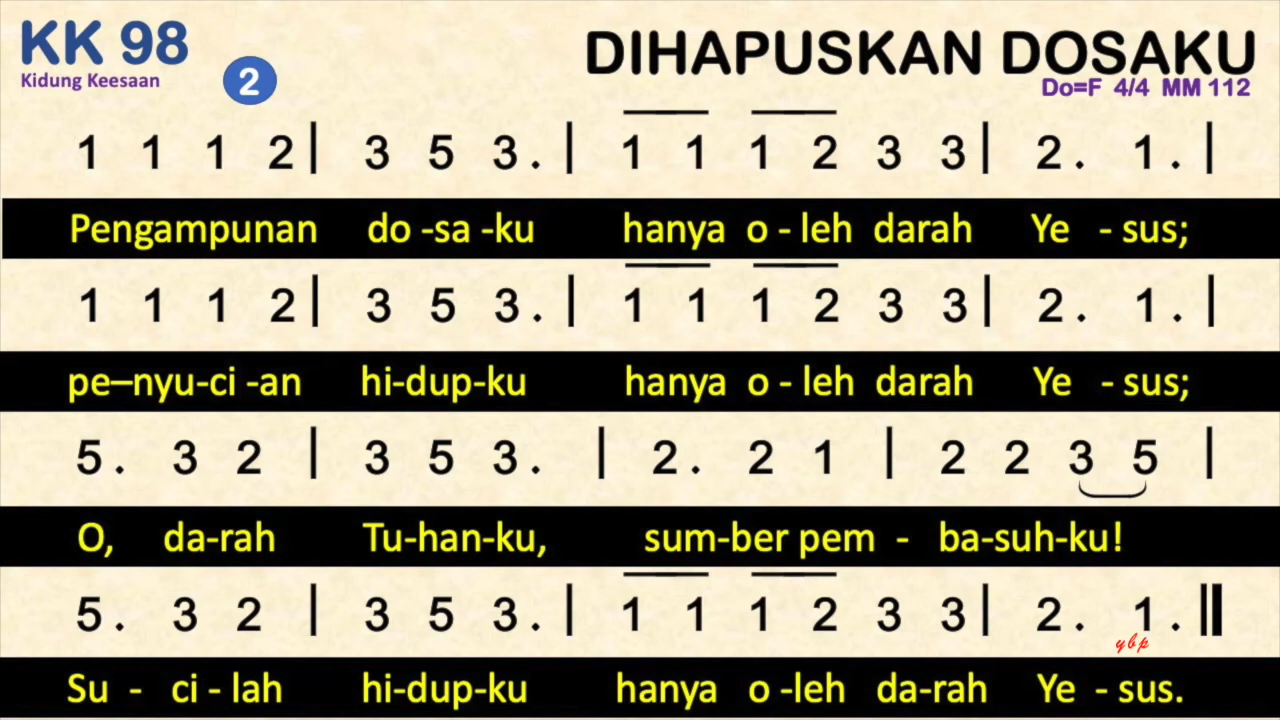 KK 98 DIHAPUSKAN DOSAKU
Kidung Keesaan 2 Do=F 4/4 MM 112
1 1 1 2 | 3 5 3 . | 1 1 1 2 3 3 | 2 . 1 . |
Pengampunan do -sa -ku hanya o - leh darah Ye - sus;
1 1 1 2 | 3 5 3 . | 1 1 1 2 3 3 | 2 . 1 . |
pe–nyu-ci -an hi-dup-ku hanya o - leh darah Ye - sus;
5 . 3 2 | 3 5 3 . | 2 . 2 1 | 2 2 3 5 |
O, da-rah Tu-han-ku, sum-ber pem - ba-suh-ku!
5 . 3 2 | 3 5 3 . | 1 1 1 2 3 3 | 2 . 1 . ||
ybp
Su - ci - lah hi-dup-ku hanya o -leh da-rah Ye - sus.